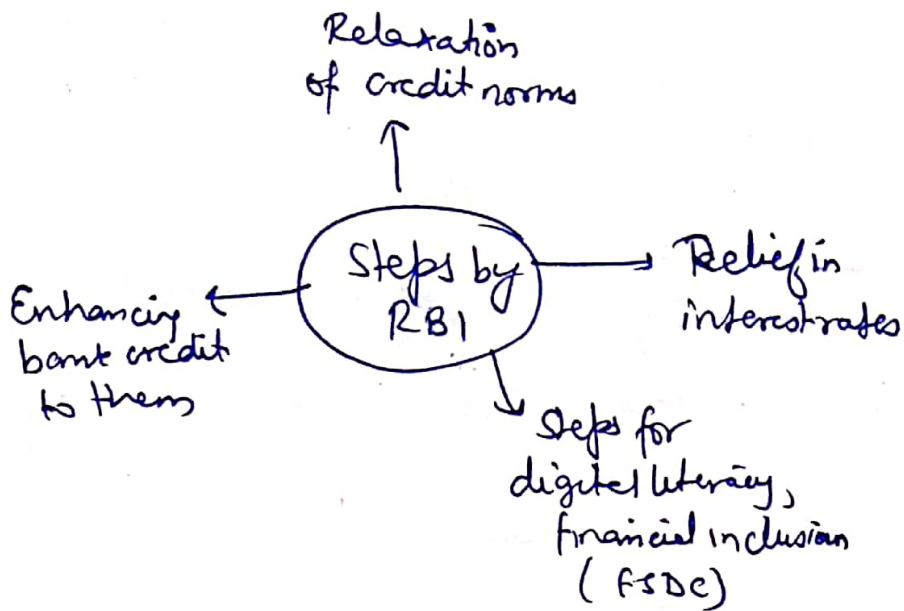 Relaxation
of credit norms
Steps by
RBI
Relief in
interest rates
Enhancing
bank credit
to them
Steps for
digital literacy,
financial inclusion
(FSDC)